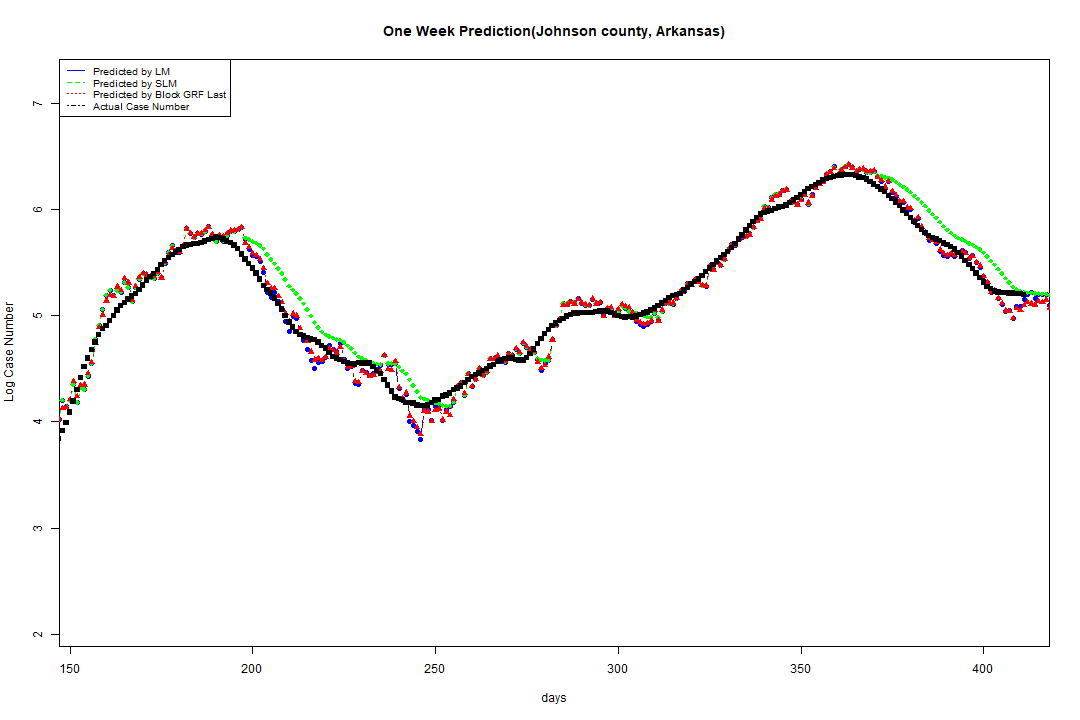 One Week Prediction(Johnson county, Arkansas)
Predicted by LM
Predicted by SLM
Predicted by Block GRF Last
Actual Case Number
7
6
5
4
3
2
Log Case Number
150 200 250 300 350 400
days